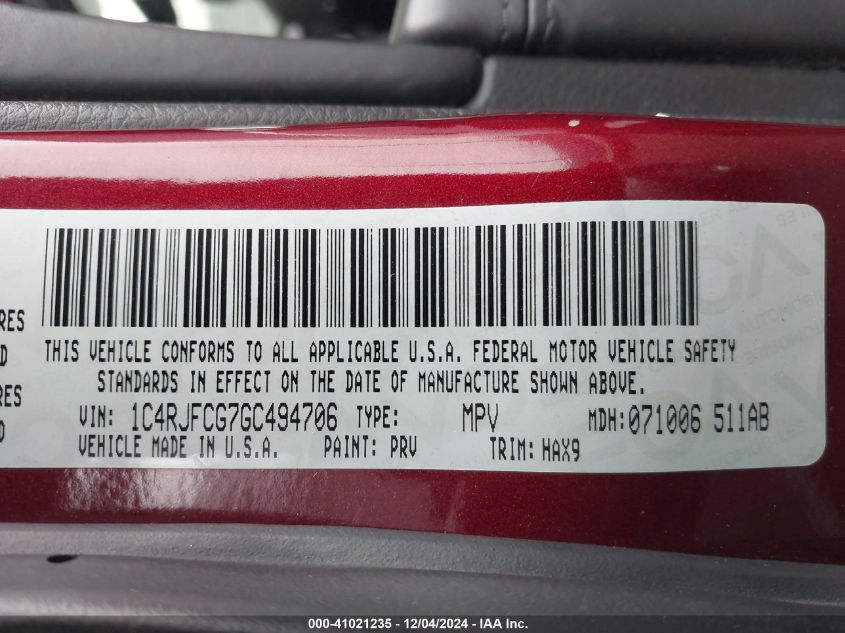 RES
THIS VEHICLE CONFORMS TO ALL APPLICABLE U.S.A. FEDERAL MOTOR VEHICLE SAFETY
D
STANDARDS IN EFFECT ON THE DATE OF MANUFACTURE SHOWN ABOVE.
RES
VIN: 1C4RJFCG7GC494706 TYPE: MPV MDH:071006 511AB
D
VEHICLE MADE IN U.S.A. PAINT: PRV TRIM: HAX9
000-41021235 - 12/04/2024 - IAA Inc.